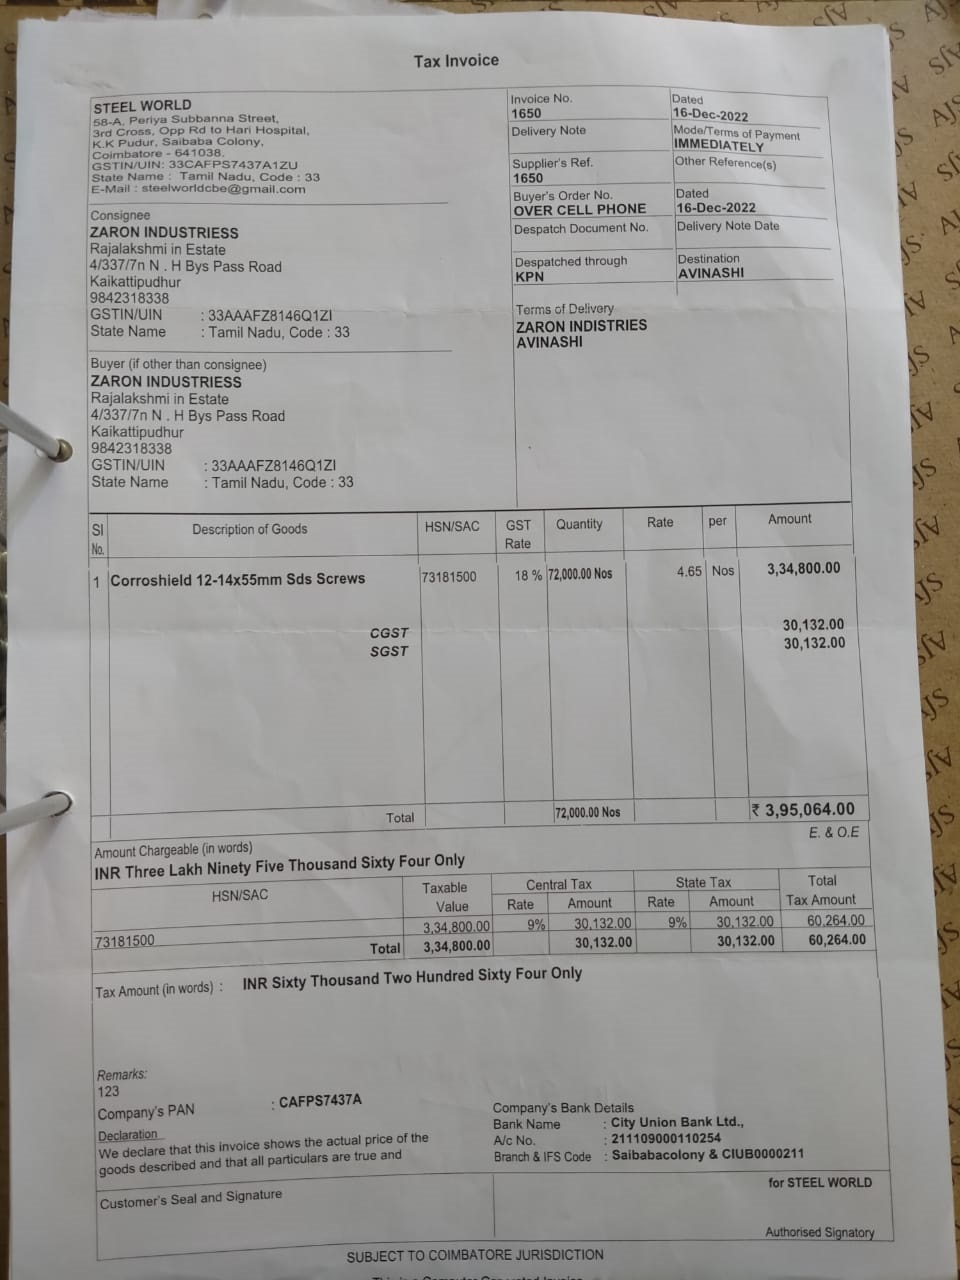 Tax Invoice
STEEL WORLD
58-A, Periya Subbanna Street,
3rd Cross, Opp Rd to Hari Hospital,
K.K Pudur, Saibaba Colony,
Coimbatore - 641038,
GSTIN/UIN: 33CAFPS7437A1ZU
State Name : Tamil Nadu, Code : 33
E-Mail : steelworldcbe@gmail.com
Invoice No.
1650
Dated
16-Dec-2022
Delivery Note
Mode/Terms of Payment
IMMEDIATELY
Supplier's Ref.
1650
Other Reference(s)
Buyer's Order No.
OVER CELL PHONE
Dated
16-Dec-2022
Despatch Document No.
Delivery Note Date
Despatched through
KPN
Destination
AVINASHI
Terms of Delivery
ZARON INDISTRIES
AVINASHI
Consignee
ZARON INDUSTRIESS
Rajalakshmi in Estate
4/337/7n N . H Bys Pass Road
Kaikattipudhur
9842318338
GSTIN/UIN : 33AAAFZ8146Q1ZI
State Name : Tamil Nadu, Code : 33
Buyer (if other than consignee)
ZARON INDUSTRIESS
Rajalakshmi in Estate
4/337/7n N . H Bys Pass Road
Kaikattipudhur
9842318338
GSTIN/UIN : 33AAAFZ8146Q1ZI
State Name : Tamil Nadu, Code : 33
Sl No. Description of Goods HSN/SAC GST Rate Quantity Rate per Amount
1 Corroshield 12-14x55mm Sds Screws 73181500 18 % 72,000.00 Nos 4.65 Nos 3,34,800.00
CGST 30,132.00
SGST 30,132.00
Total 72,000.00 Nos ₹ 3,95,064.00
E. & O.E
Amount Chargeable (in words)
INR Three Lakh Ninety Five Thousand Sixty Four Only
HSN/SAC Taxable Value Central Tax State Tax Total Tax Amount
Rate Amount Rate Amount
73181500 3,34,800.00 9% 30,132.00 9% 30,132.00 60,264.00
Total 3,34,800.00 30,132.00 30,132.00 60,264.00
Tax Amount (in words) : INR Sixty Thousand Two Hundred Sixty Four Only
Remarks:
123
Company's PAN : CAFPS7437A
Declaration
We declare that this invoice shows the actual price of the
goods described and that all particulars are true and
Company's Bank Details
Bank Name : City Union Bank Ltd.,
A/c No. : 211109000110254
Branch & IFS Code : Saibabacolony & CIUB0000211
Customer's Seal and Signature
for STEEL WORLD
Authorised Signatory
SUBJECT TO COIMBATORE JURISDICTION
AJS